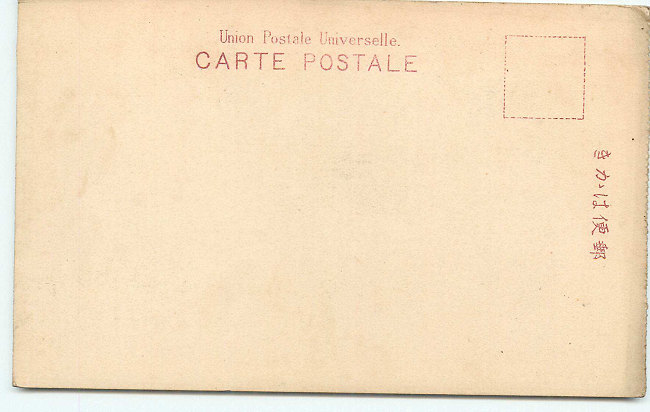 Union Postale Universelle.
CARTE POSTALE
きかは便郵